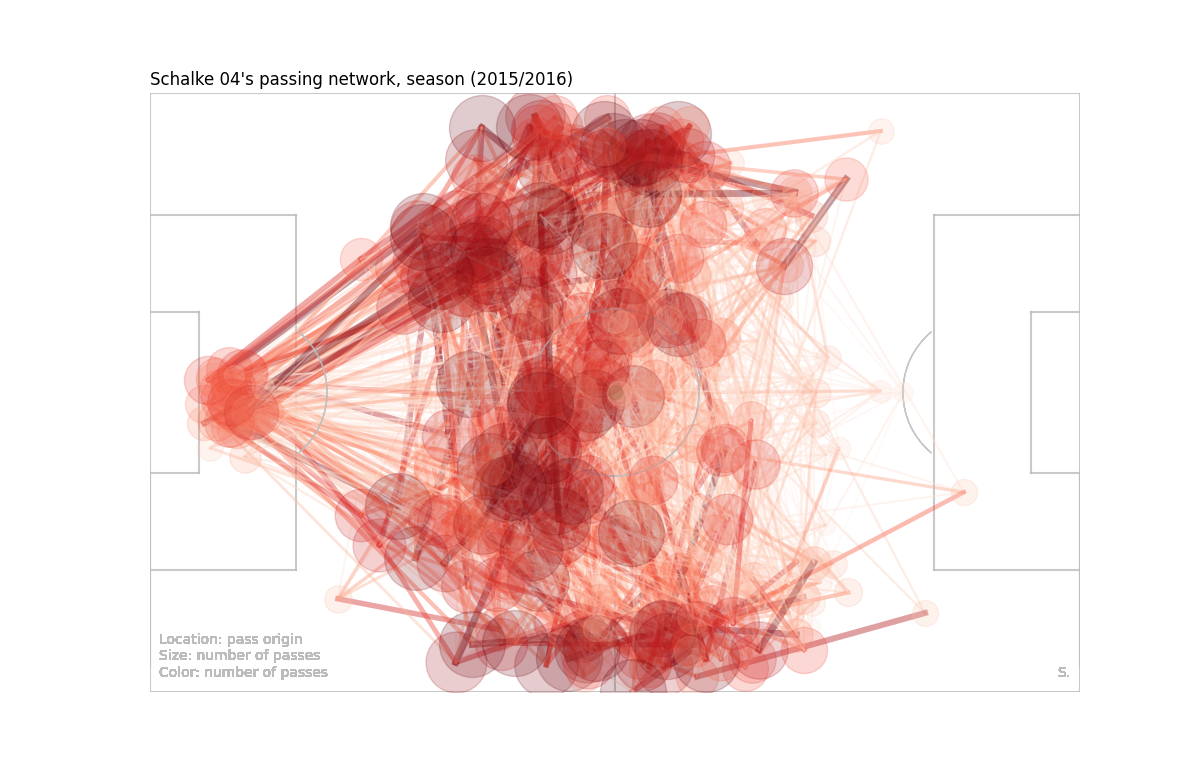 Schalke 04's passing network, season (2015/2016)
Location: pass origin
Size: number of passes
Color: number of passes
S.